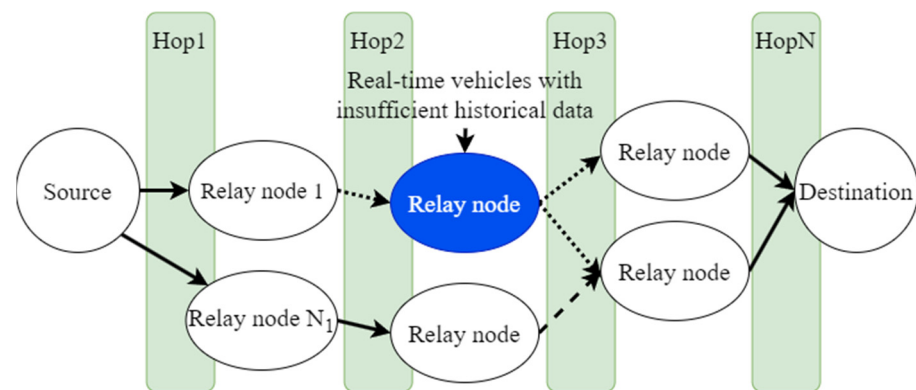 Hop1
Hop2
Hop3
HopN
Real-time vehicles with
insufficient historical data
Source
Relay node 1
Relay node
Relay node
Destination
Relay node N₁
Relay node
Relay node